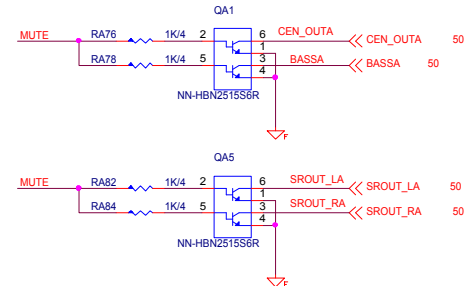 QA1
MUTE RA76 1K/4 2 6 CEN_OUTA CEN_OUTA 50
1
RA78 1K/4 5 3 BASSA BASSA 50
4
NN-HBN2515S6R
F
QA5
MUTE RA82 1K/4 2 6 SROUT_LA SROUT_LA 50
1
RA84 1K/4 5 3 SROUT_RA SROUT_RA 50
4
NN-HBN2515S6R
F